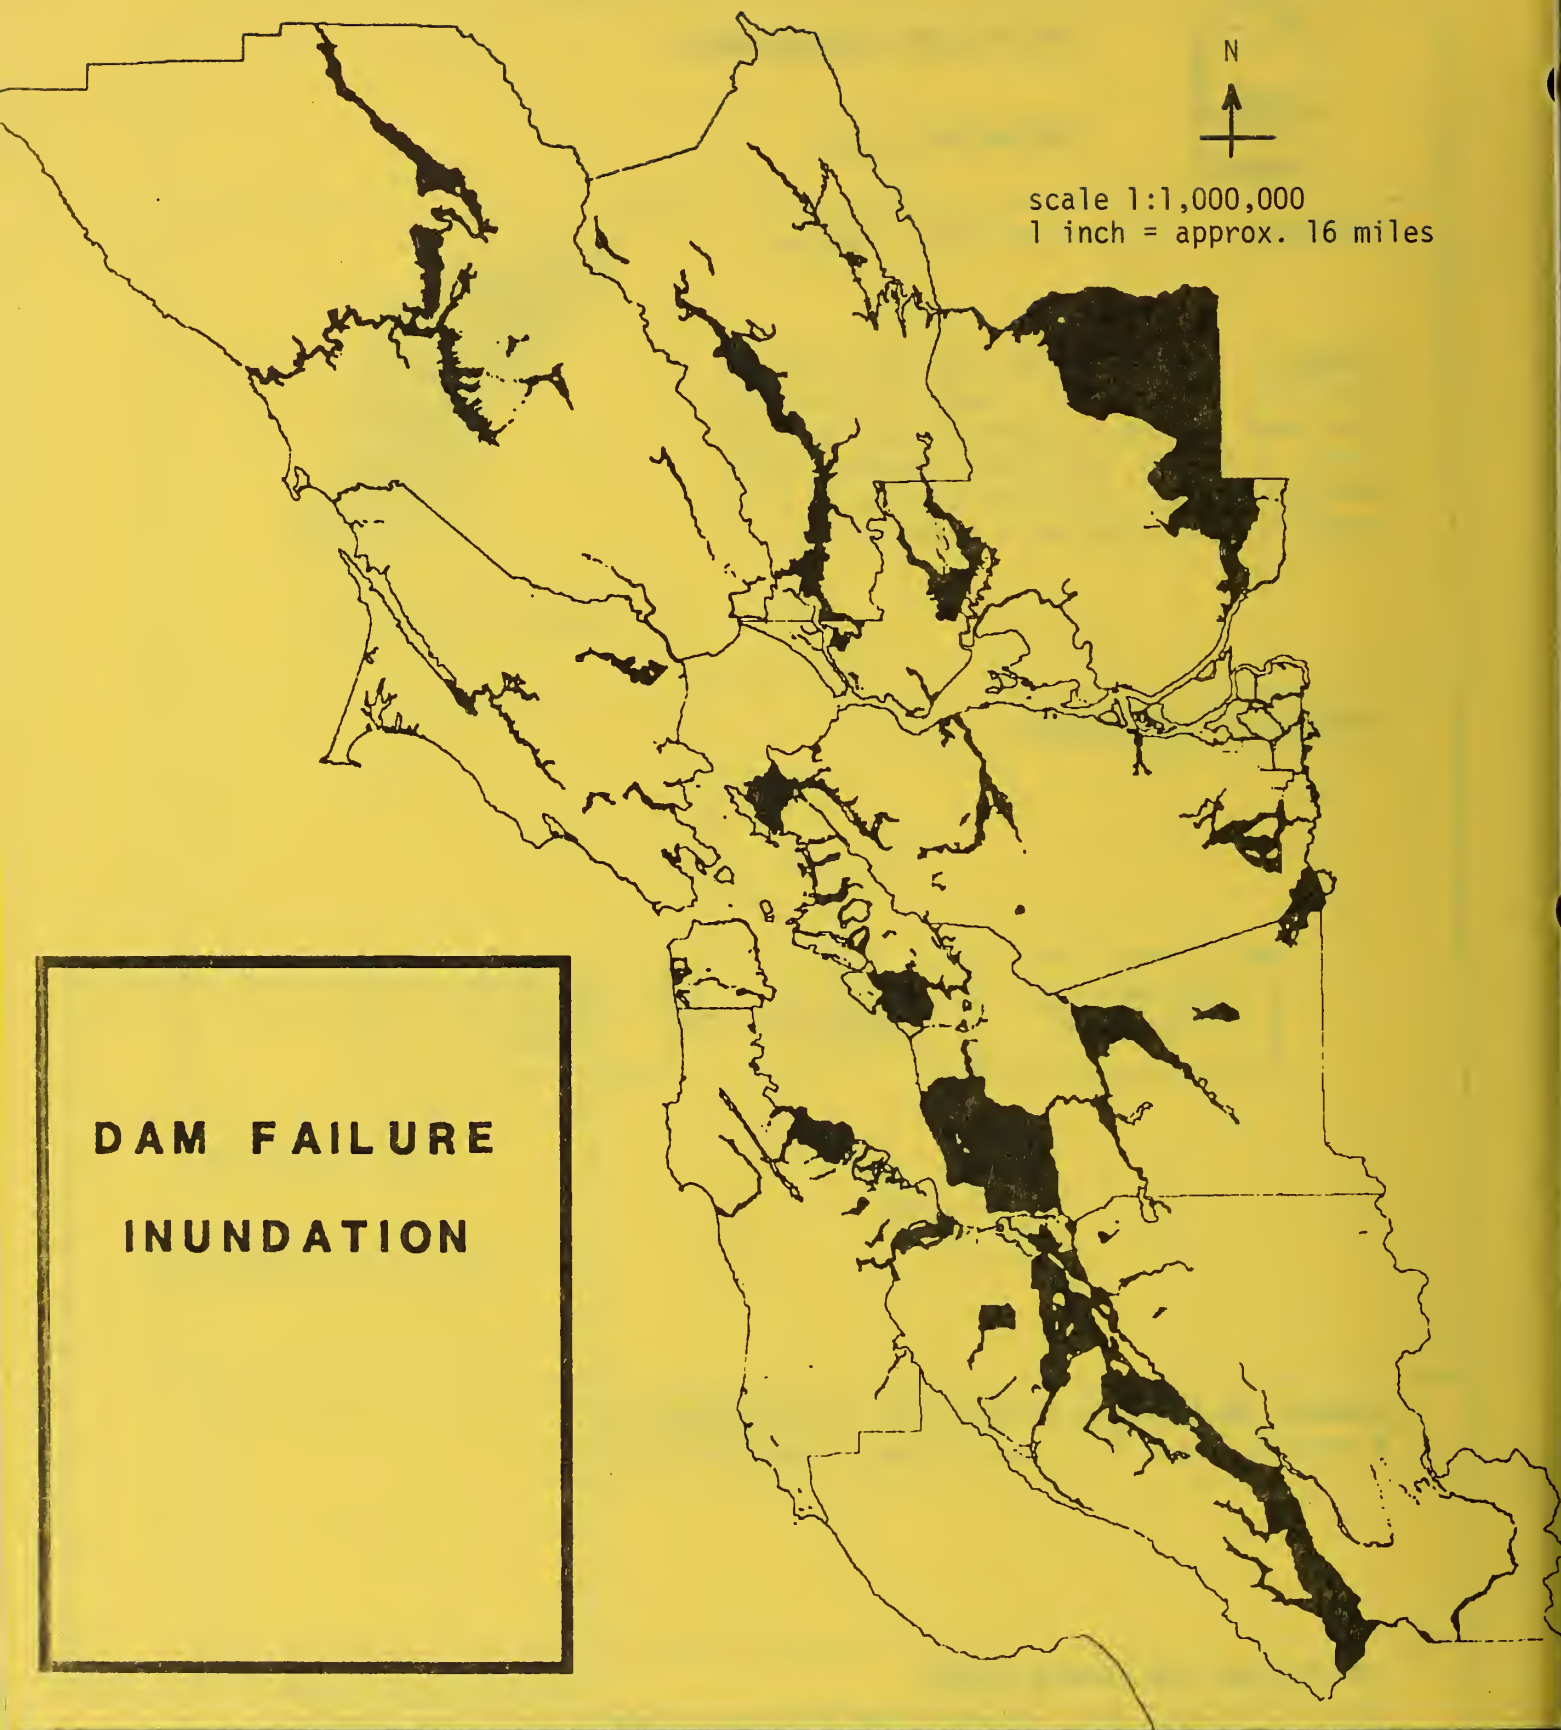 N
scale 1:1,000,000
1 inch = approx. 16 miles
DAM FAILURE
INUNDATION